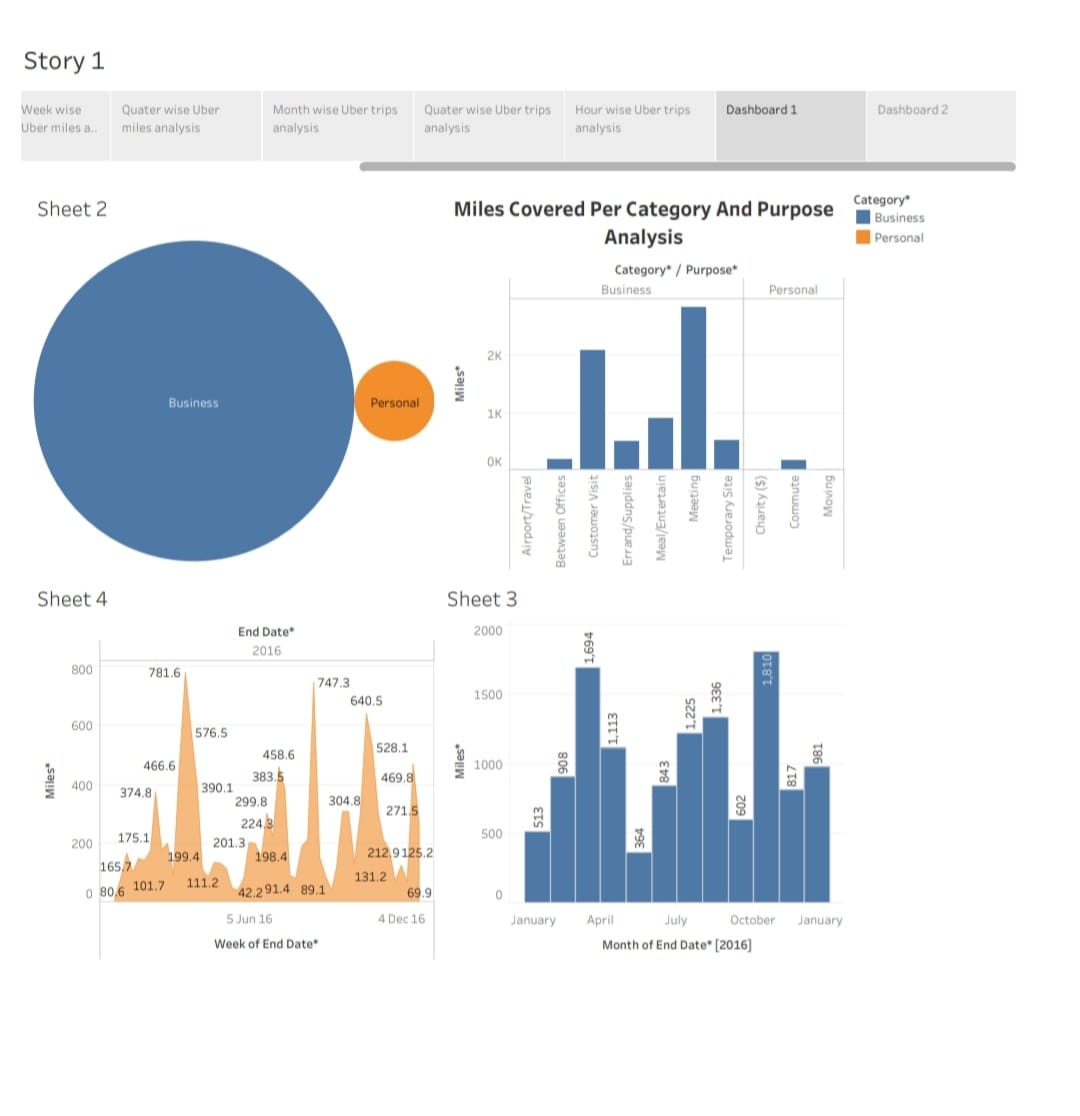 Story 1
Week wise
Uber miles a..
Quater wise Uber
miles analysis
Month wise Uber trips
analysis
Quater wise Uber trips
analysis
Hour wise Uber trips
analysis
Dashboard 1
Dashboard 2
Sheet 2
Business
Personal
Miles Covered Per Category And Purpose
Analysis
Category* / Purpose*
Business
Personal
Miles*
2K
1K
0K
Airport/Travel
Between Offices
Customer Visit
Errand/Supplies
Meal/Entertain
Meeting
Temporary Site
Charity ($)
Commute
Moving
Category*
Business
Personal
Sheet 4
End Date*
2016
Miles*
800
600
400
200
0
781.6
747.3
640.5
576.5
528.1
466.6
458.6
469.8
383.5
374.8
390.1
299.8
304.8
271.5
224.3
175.1
201.3
199.4
198.4
212.9
125.2
165.7
131.2
101.7
111.2
80.6
42.2
91.4
89.1
69.9
5 Jun 16
4 Dec 16
Week of End Date*
Sheet 3
Miles*
2000
1500
1000
500
0
513
908
1,694
1,113
364
843
1,225
1,336
602
1,810
817
981
January
April
July
October
January
Month of End Date* [2016]